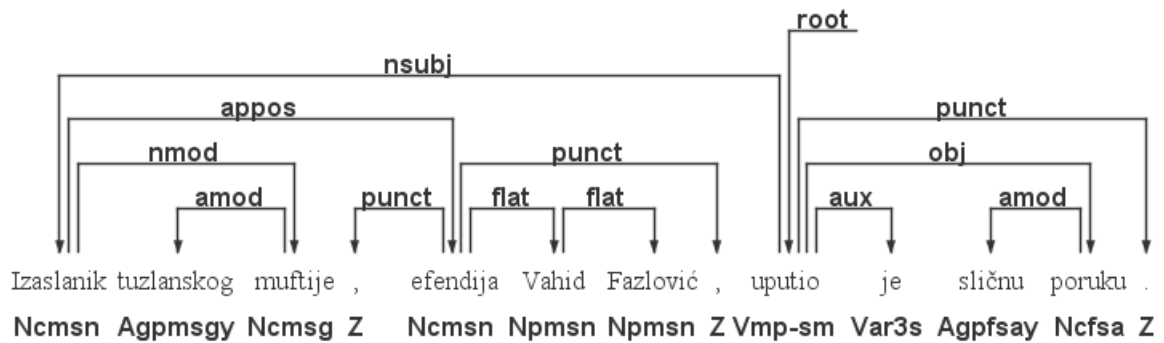 root
nsubj
appos punct
nmod punct obj
amod punct flat flat aux amod
Izaslanik tuzlanskog muftije , efendija Vahid Fazlović , uputio je sličnu poruku .
Ncmsn Agpmsgy Ncmsg Z Ncmsn Npmsn Npmsn Z Vmp-sm Var3s Agpfsay Ncfsa Z